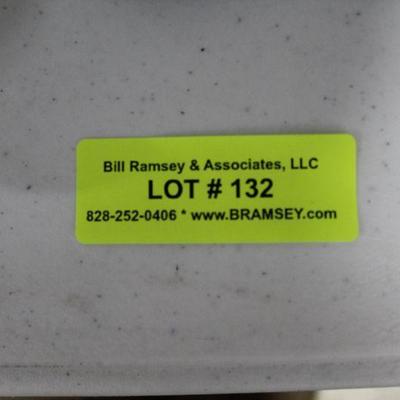 Bill Ramsey & Associates, LLC
LOT # 132
828-252-0406 * www.BRAMSEY.com